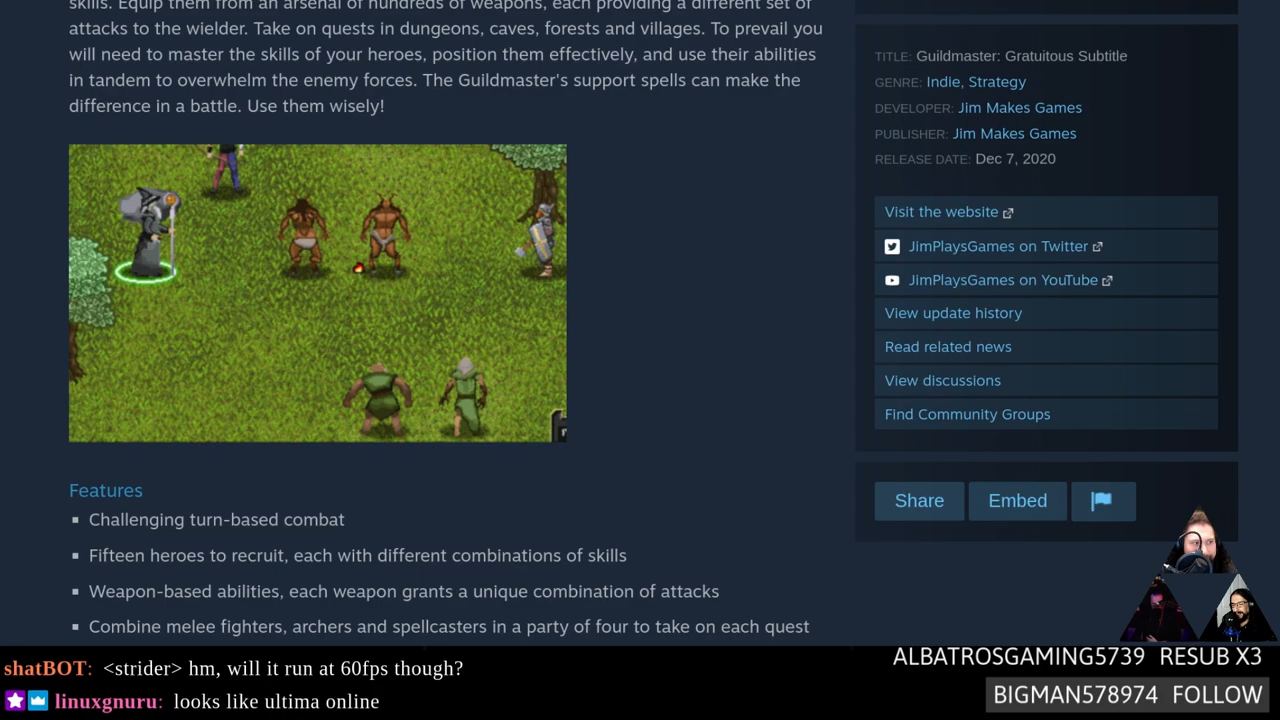 skills. Equip them from an arsenal of hundreds of weapons, each providing a different set of
attacks to the wielder. Take on quests in dungeons, caves, forests and villages. To prevail you
will need to master the skills of your heroes, position them effectively, and use their abilities
in tandem to overwhelm the enemy forces. The Guildmaster's support spells can make the
difference in a battle. Use them wisely!
Features
Challenging turn-based combat
Fifteen heroes to recruit, each with different combinations of skills
Weapon-based abilities, each weapon grants a unique combination of attacks
Combine melee fighters, archers and spellcasters in a party of four to take on each quest
TITLE: Guildmaster: Gratuitous Subtitle
GENRE: Indie, Strategy
DEVELOPER: Jim Makes Games
PUBLISHER: Jim Makes Games
RELEASE DATE: Dec 7, 2020
Visit the website
JimPlaysGames on Twitter
JimPlaysGames on YouTube
View update history
Read related news
View discussions
Find Community Groups
Share Embed
shatBOT: <strider> hm, will it run at 60fps though?
linuxgnuru: looks like ultima online
ALBATROSGAMING5739 RESUB X3
BIGMAN578974 FOLLOW